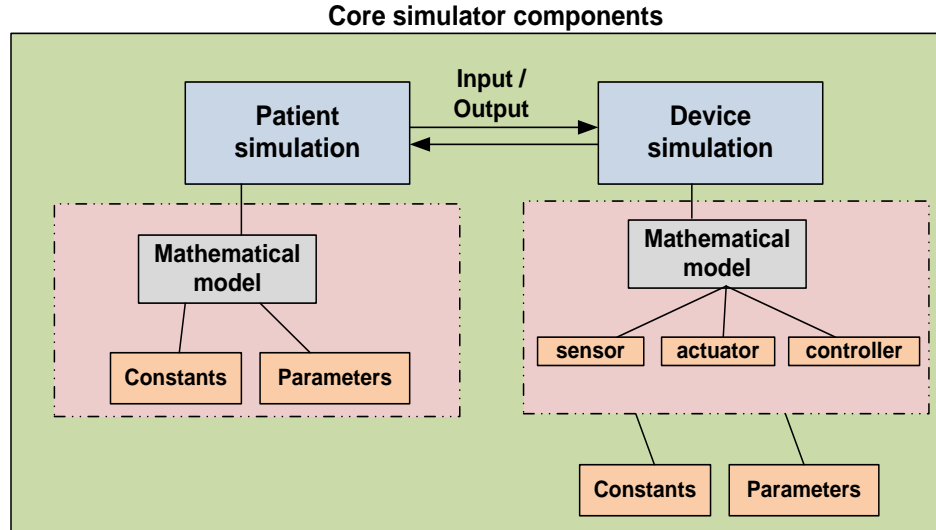 Core simulator components
Input /
Output
Patient
simulation
Device
simulation
Mathematical
model
Constants
Parameters
Mathematical
model
sensor
actuator
controller
Constants
Parameters